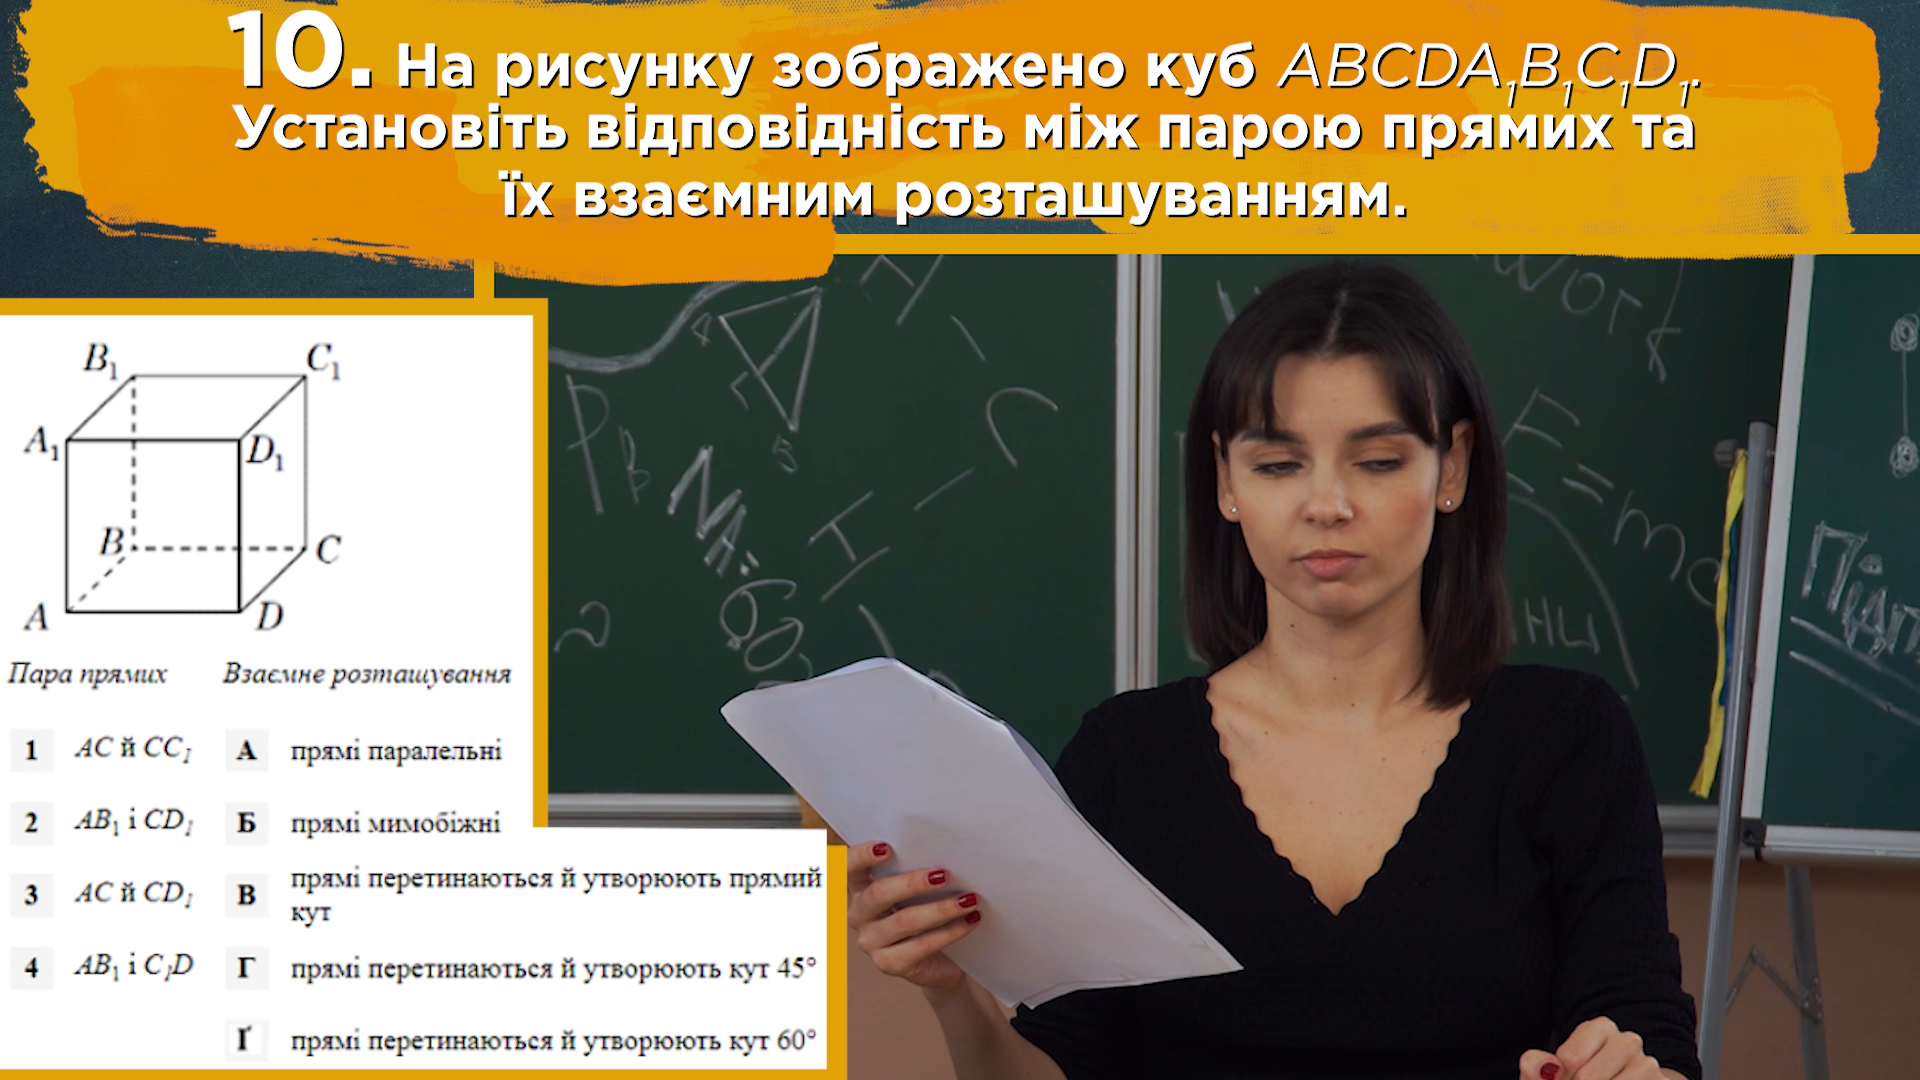 10. На рисунку зображено куб ABCDA₁B₁C₁D₁.
Установіть відповідність між парою прямих та
їх взаємним розташуванням.
B₁ C₁
A₁ D₁
B C
A D
Пара прямих Взаємне розташування
1 AC й CC₁ А прямі паралельні
2 AB₁ і CD₁ Б прямі мимобіжні
3 AC й CD₁ В прямі перетинаються й утворюють прямий
кут
4 AB₁ і C₁D Г прямі перетинаються й утворюють кут 45°
Ґ прямі перетинаються й утворюють кут 60°
work